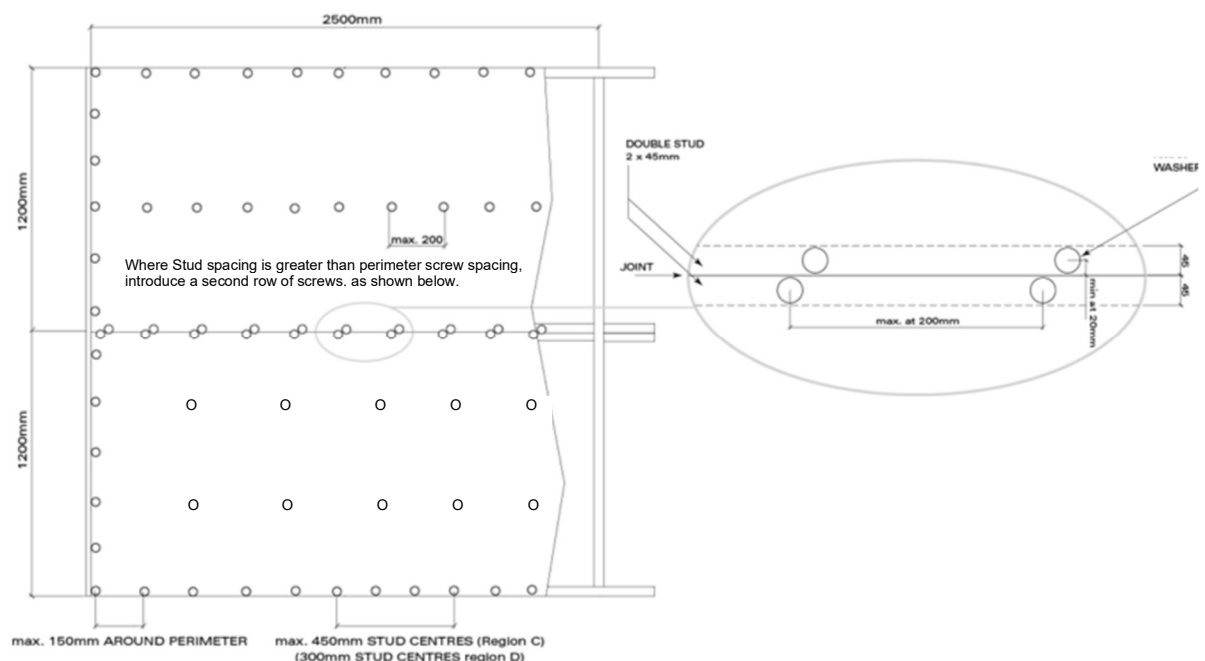 2500mm
1200mm
DOUBLE STUD
2 x 45mm
WASHER
max. 200
Where Stud spacing is greater than perimeter screw spacing,
introduce a second row of screws. as shown below.
JOINT
45
45
max. at 200mm
min at 20mm
1200mm
max. 150mm AROUND PERIMETER
max. 450mm STUD CENTRES (Region C)
(300mm STUD CENTRES region D)